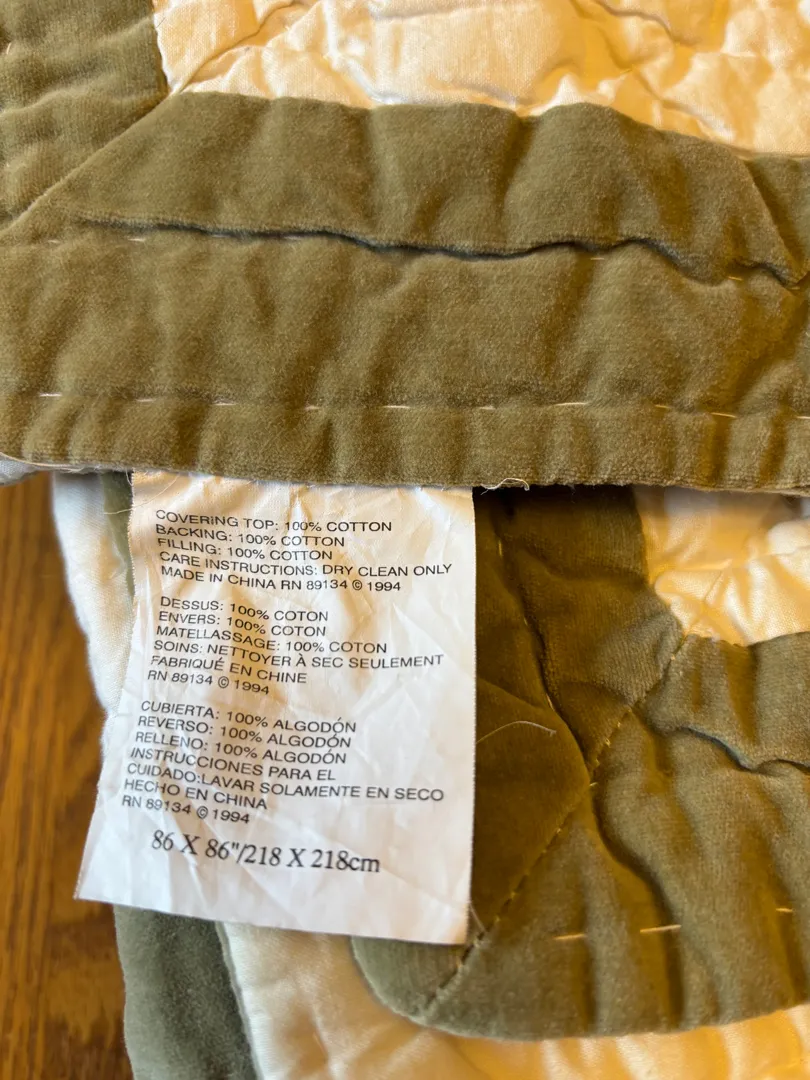 COVERING TOP: 100% COTTON
BACKING: 100% COTTON
FILLING: 100% COTTON
CARE INSTRUCTIONS: DRY CLEAN ONLY
MADE IN CHINA RN 89134 © 1994
DESSUS: 100% COTON
ENVERS: 100% COTON
MATELLASSAGE: 100% COTON
SOINS: NETTOYER À SEC SEULEMENT
FABRIQUÉ EN CHINE
RN 89134 © 1994
CUBIERTA: 100% ALGODÓN
REVERSO: 100% ALGODÓN
RELLENO: 100% ALGODÓN
INSTRUCCIONES PARA EL
CUIDADO:LAVAR SOLAMENTE EN SECO
HECHO EN CHINA
RN 89134 © 1994
86 X 86"/218 X 218cm